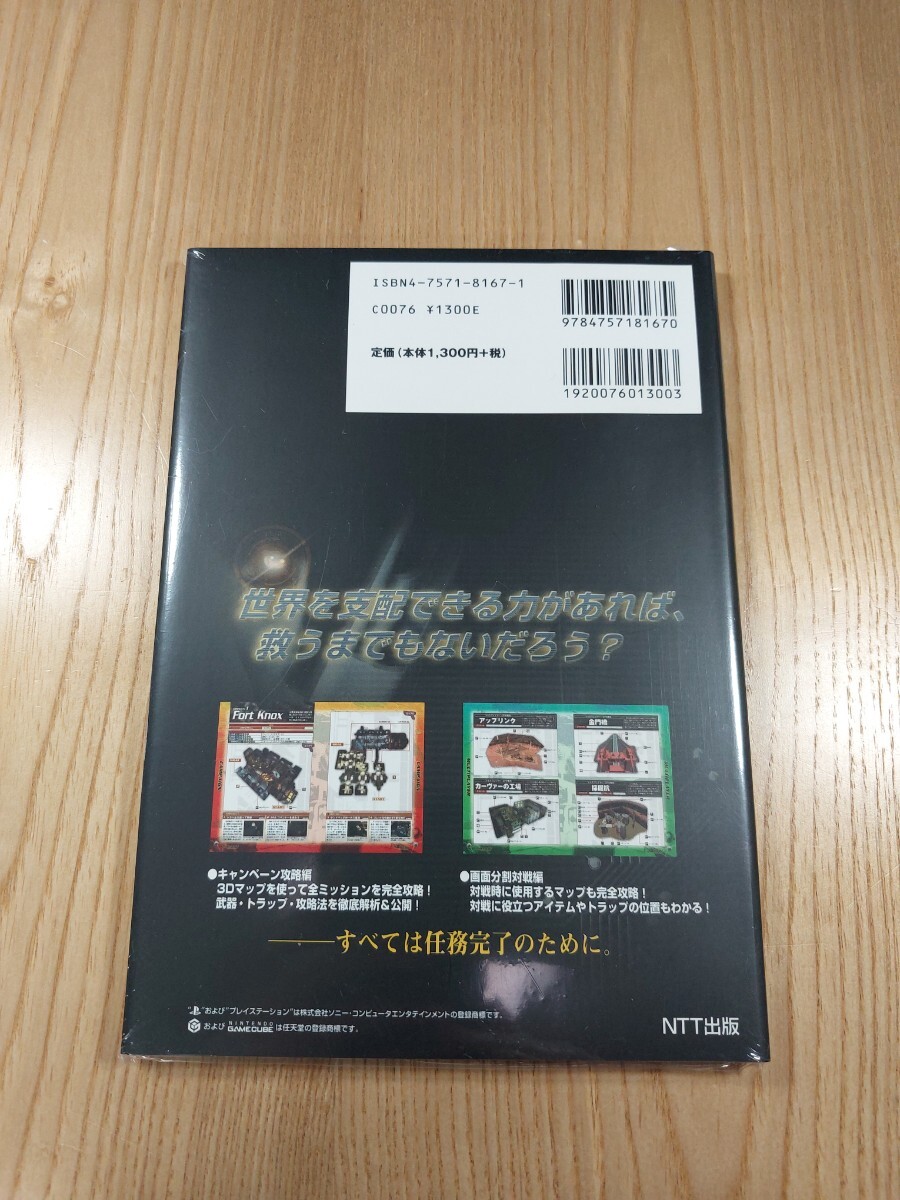 ISBN4-7571-8167-1
C0076 ¥1300E
定価(本体1,300円+税)
9784757181670
1920076013003
世界を支配できる力があれば、
救うまでもないだろう?
Fort Knox
アップリンク
金門橋
カーヴァーの工場
採掘抗
●キャンペーン攻略編
3Dマップを使って全ミッションを完全攻略!
武器・トラップ・攻略法を徹底解析&公開!
●画面分割対戦編
対戦時に使用するマップも完全攻略!
対戦に役立つアイテムやトラップの位置もわかる!
――すべては任務完了のために。
"および"プレイステーション"は株式会社ソニー・コンピュータエンタテインメントの登録商標です。
および NINTENDO GAMECUBE は任天堂の登録商標です。
NTT出版